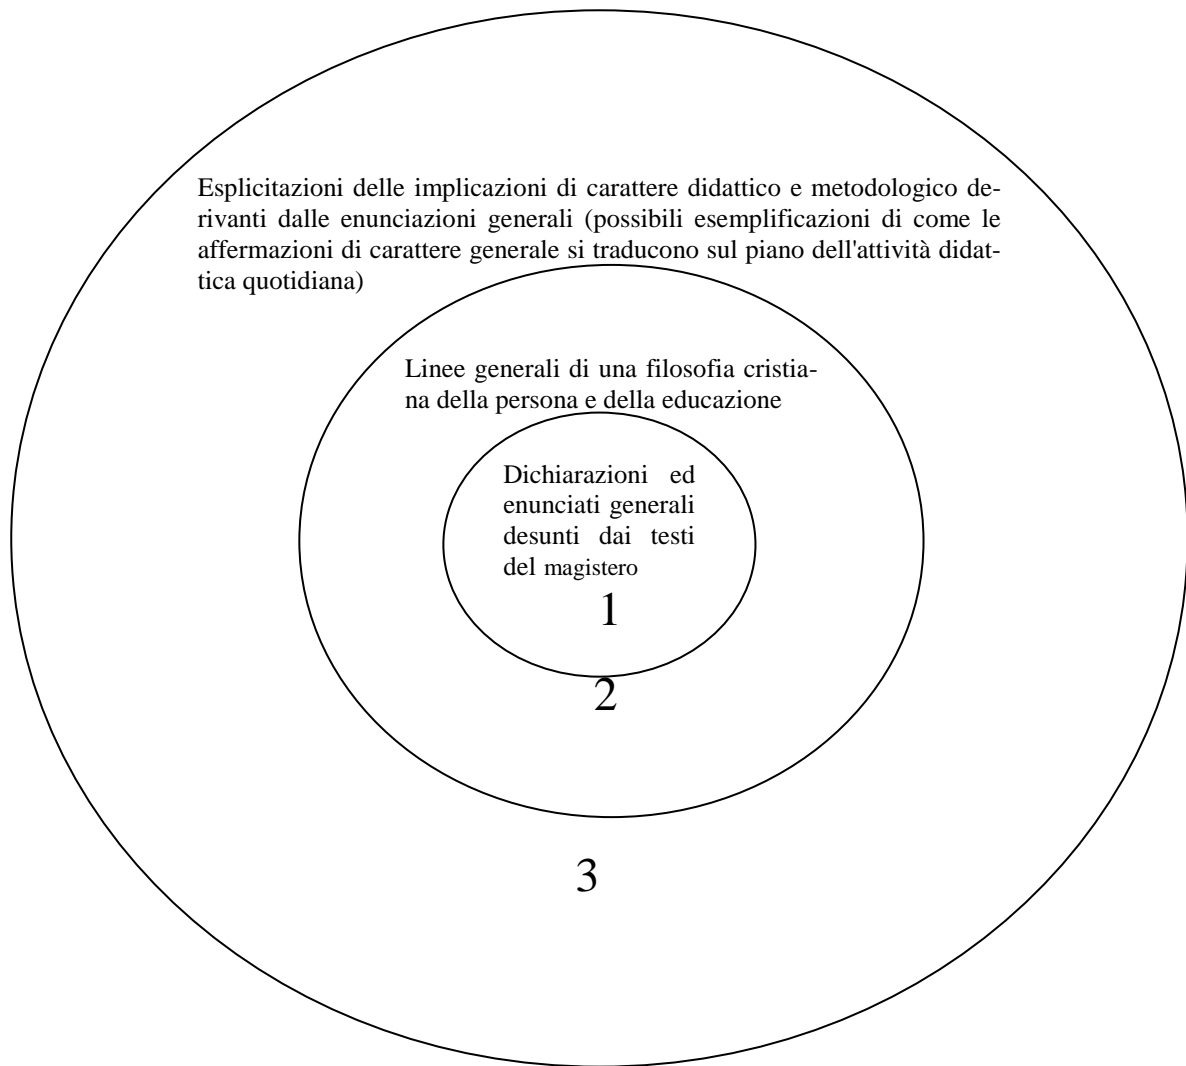 Esplicitazioni delle implicazioni di carattere didattico e metodologico de-
rivanti dalle enunciazioni generali (possibili esemplificazioni di come le
affermazioni di carattere generale si traducono sul piano dell'attività didat-
tica quotidiana)
Linee generali di una filosofia cristia-
na della persona e della educazione
Dichiarazioni ed
enunciati generali
desunti dai testi
del magistero
1
2
3